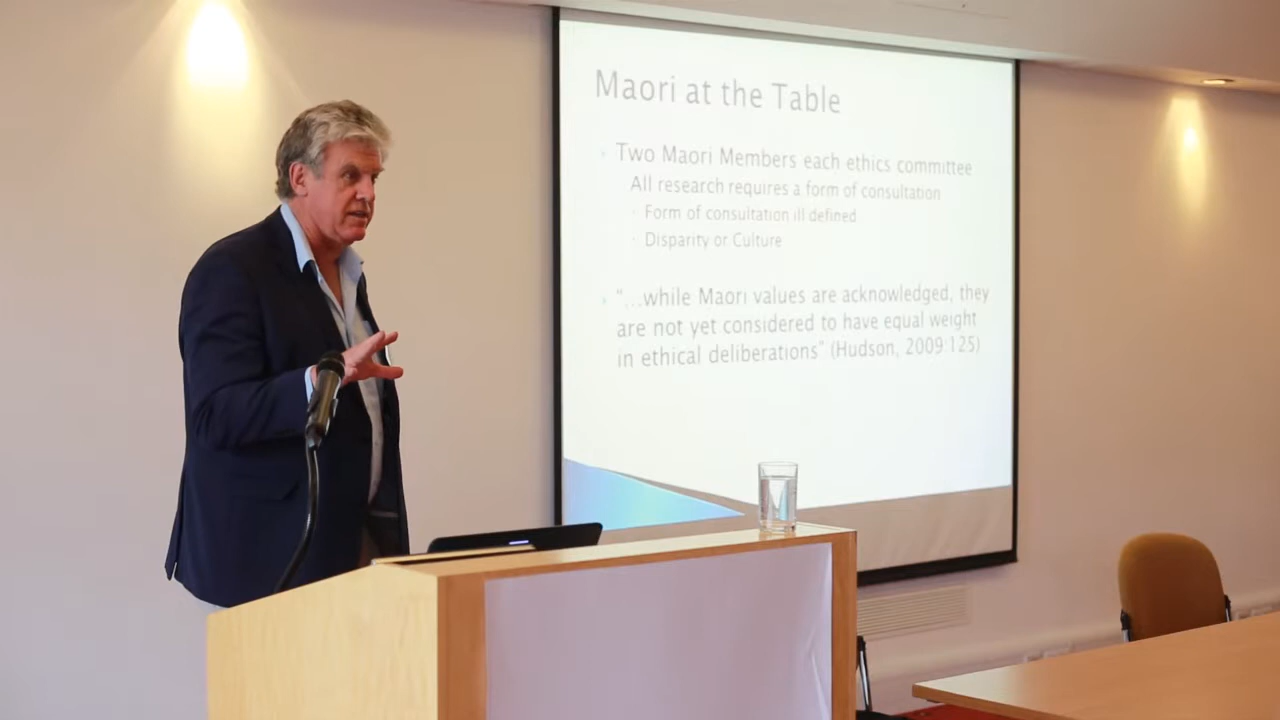 Maori at the Table
Two Maori Members each ethics committee
All research requires a form of consultation
Form of consultation ill defined
Disparity or Culture
"...while Maori values are acknowledged, they
are not yet considered to have equal weight
in ethical deliberations" (Hudson, 2009:125)